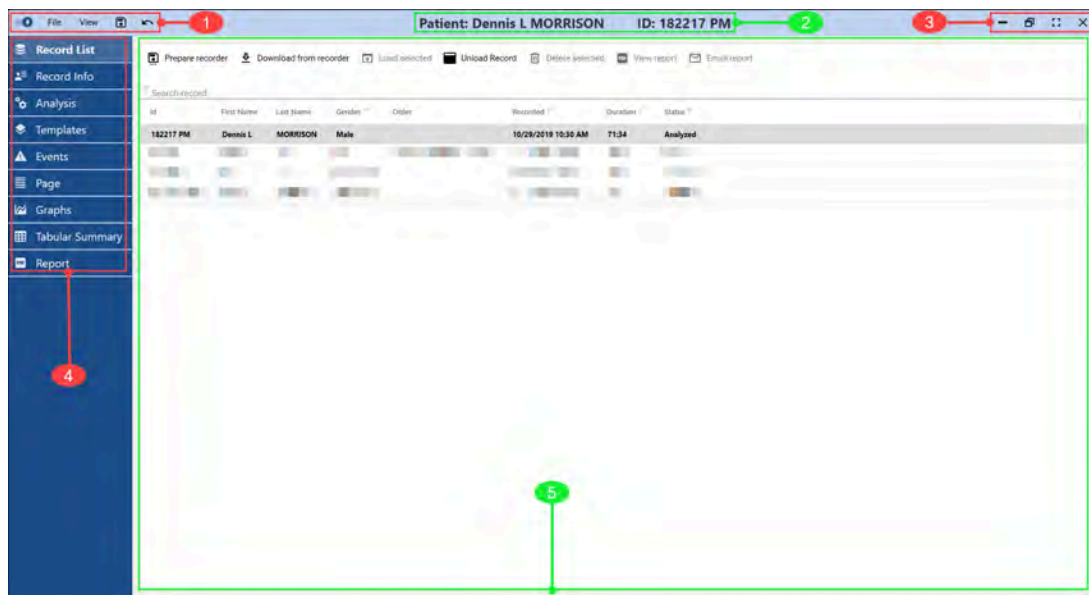 File View 1 Patient: Dennis L MORRISON ID: 182217 PM 2 3
Record List
Prepare recorder Download from recorder Load selected Unload Record Delete selected View report Email report
Record Info
Search record
Analysis
Id First Name Last Name Gender Order Recorded Duration Status
Templates
182217 PM Dennis L MORRISON Male 10/29/2019 10:30 AM 71:34 Analyzed
Events
Page
Graphs
Tabular Summary
Report
4
5